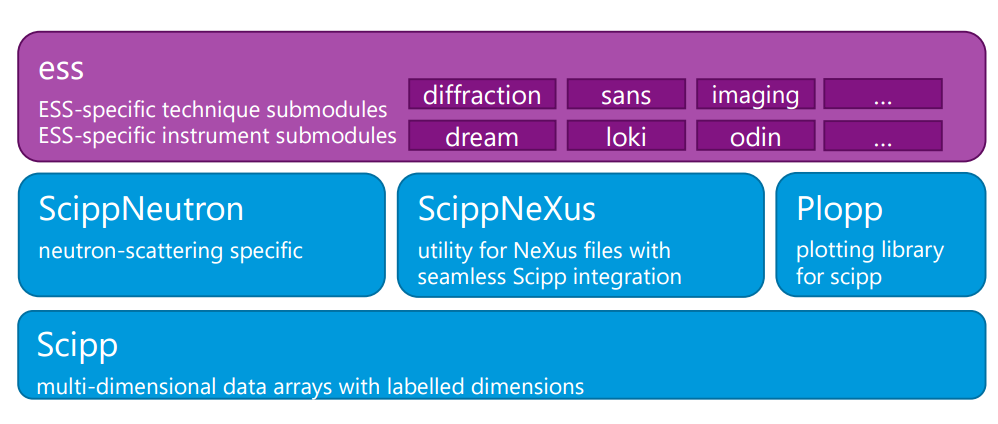 ess
ESS-specific technique submodules
ESS-specific instrument submodules
diffraction sans imaging ...
dream loki odin ...
ScippNeutron
neutron-scattering specific
ScippNeXus
utility for NeXus files with
seamless Scipp integration
Plopp
plotting library
for scipp
Scipp
multi-dimensional data arrays with labelled dimensions